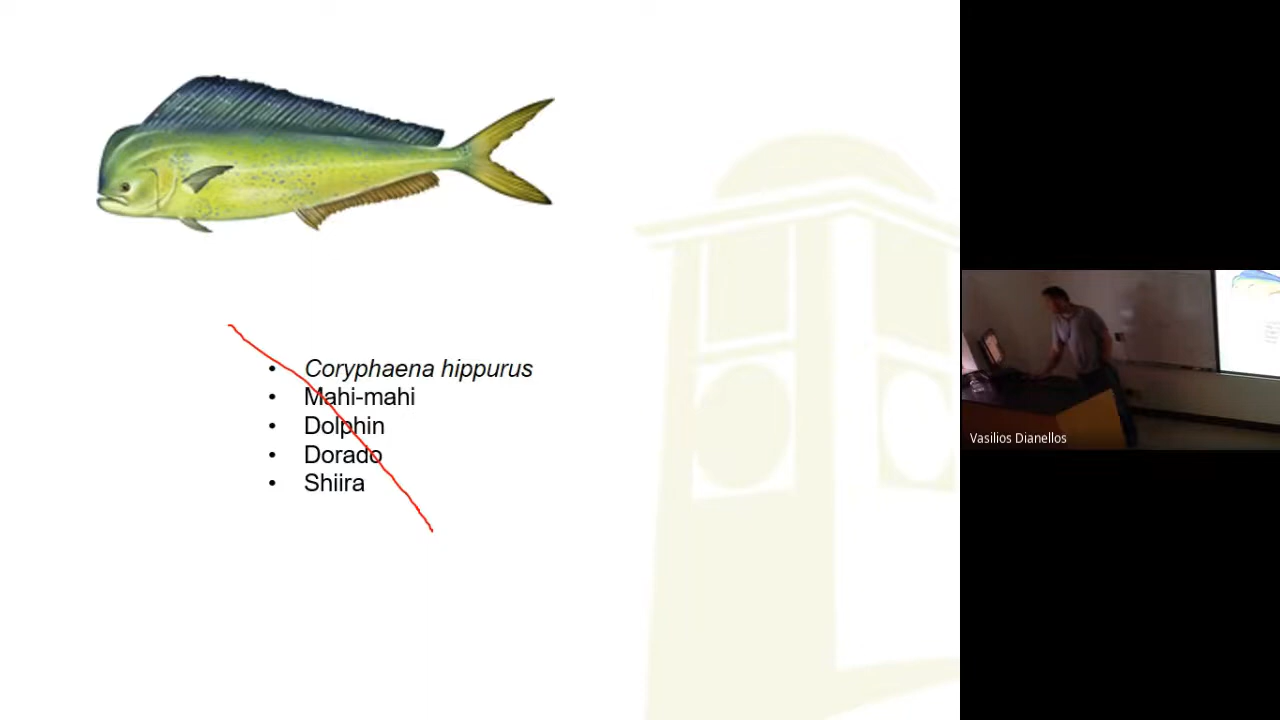 • Coryphaena hippurus
• Mahi-mahi
• Dolphin
• Dorado
• Shiira
Vasilios Dianellos